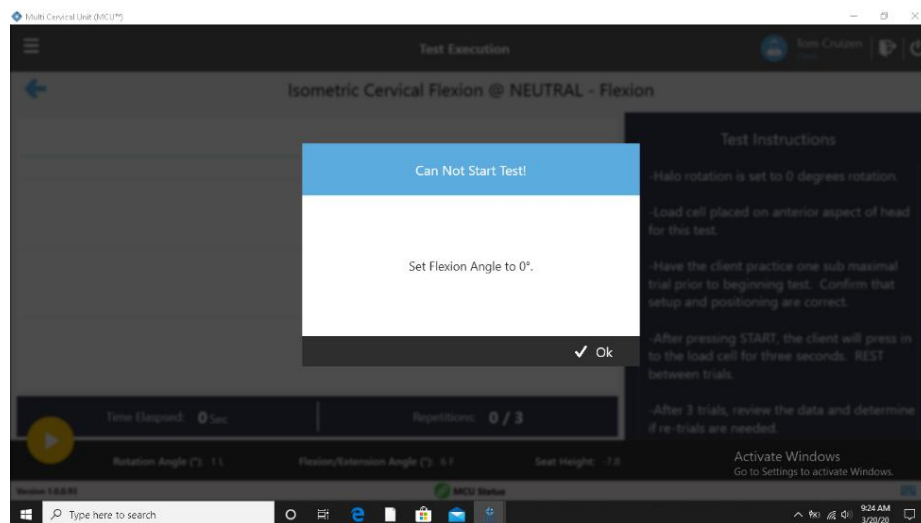 Multi Cervical Unit (MCU™)
Test Execution
Tom Cruizen
Isometric Cervical Flexion @ NEUTRAL - Flexion
Can Not Start Test!
Set Flexion Angle to 0°.
Ok
Test Instructions
-Halo rotation is set to 0 degrees rotation.
-Load cell placed on anterior aspect of head
for this test.
-Have the client practice one sub maximal
trial prior to beginning test. Confirm that
setup and positioning are correct.
-After pressing START, the client will press in
to the load cell for three seconds. REST
between trials.
-After 3 trials, review the data and determine
if re-trials are needed.
Time Elapsed: 0 Sec
Repetitions: 0 / 3
Rotation Angle (°): 1 L
Flexion/Extension Angle (°): 6 F
Seat Height: -7.8
Activate Windows
Go to Settings to activate Windows.
MCU Status
Type here to search
9:24 AM
3/20/20